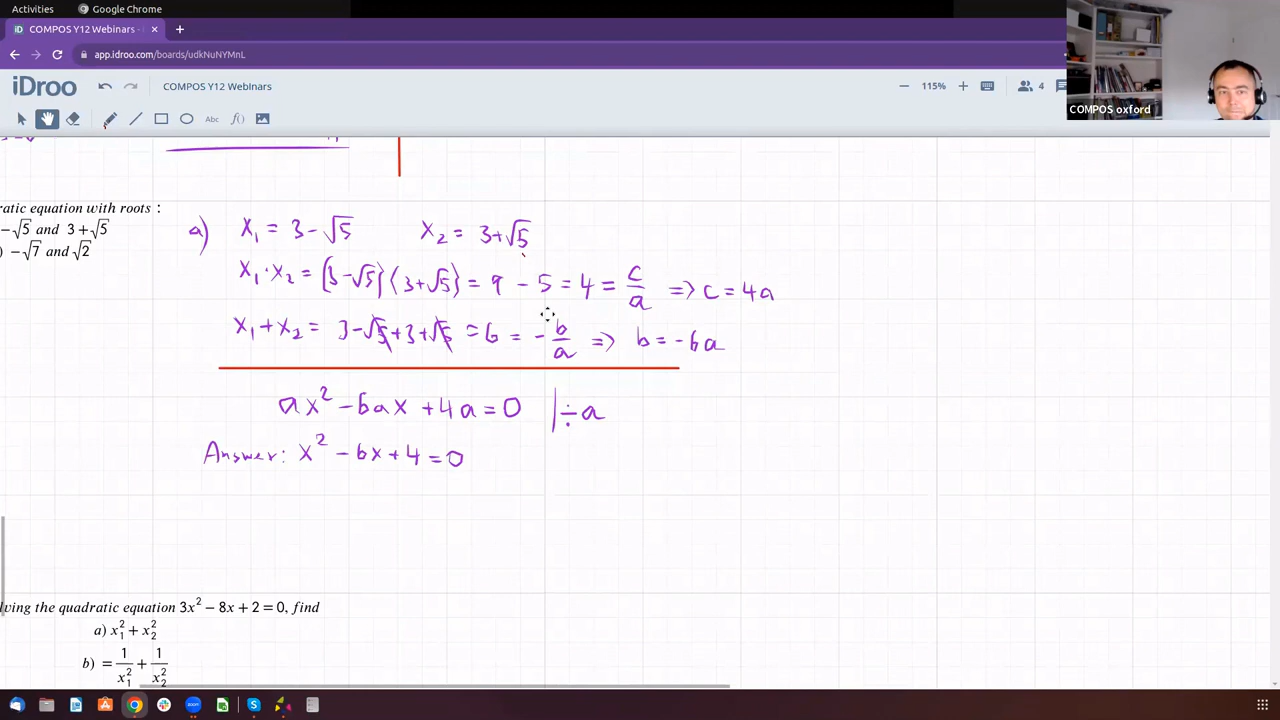 Activities
Google Chrome
COMPOS Y12 Webinars -
app.idroo.com/boards/udkNuNYMnL
iDroo
COMPOS Y12 Webinars
115%
4
Abc
f()
COMPOS oxford
ratic equation with roots :
−√5 and 3+√5
) −√7 and √2
a) x₁ = 3−√5 x₂ = 3+√5
x₁·x₂ = (3−√5)(3+√5) = 9 − 5 = 4 = c/a => c = 4a
x₁+x₂ = 3−√5+3+√5 = 6 = −b/a => b = −6a
ax² − 6ax + 4a = 0 | ÷a
Answer: x² − 6x + 4 = 0
lving the quadratic equation 3x² − 8x + 2 = 0, find
a) x₁² + x₂²
b) = 1/x₁² + 1/x₂²